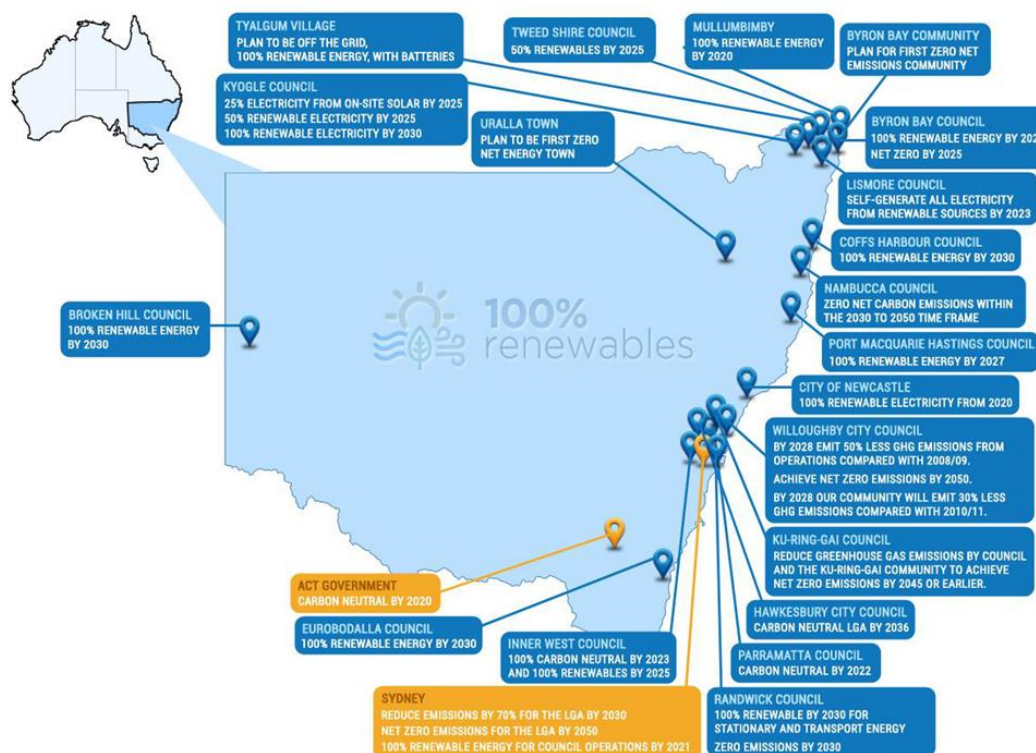 TYALGUM VILLAGE
PLAN TO BE OFF THE GRID,
100% RENEWABLE ENERGY, WITH BATTERIES
TWEED SHIRE COUNCIL
50% RENEWABLES BY 2025
MULLUMBIMBY
100% RENEWABLE ENERGY
BY 2020
BYRON BAY COMMUNITY
PLAN FOR FIRST ZERO NET
EMISSIONS COMMUNITY
KYOGLE COUNCIL
25% ELECTRICITY FROM ON-SITE SOLAR BY 2025
50% RENEWABLE ELECTRICITY BY 2025
100% RENEWABLE ELECTRICITY BY 2030
URALLA TOWN
PLAN TO BE FIRST ZERO
NET ENERGY TOWN
BYRON BAY COUNCIL
100% RENEWABLE ENERGY BY
NET ZERO BY 2025
LISMORE COUNCIL
SELF-GENERATE ALL ELECTRICITY
FROM RENEWABLE SOURCES BY 2023
COFFS HARBOUR COUNCIL
100% RENEWABLE ENERGY BY 2030
NAMBUCCA COUNCIL
ZERO NET CARBON EMISSIONS WITHIN
THE 2030 TO 2050 TIME FRAME
BROKEN HILL COUNCIL
100% RENEWABLE ENERGY
BY 2030
100%
renewables
PORT MACQUARIE HASTINGS COUNCIL
100% RENEWABLE ENERGY BY 2027
CITY OF NEWCASTLE
100% RENEWABLE ELECTRICITY FROM 2020
WILLOUGHBY CITY COUNCIL
BY 2028 EMIT 50% LESS GHG EMISSIONS FROM
OPERATIONS COMPARED WITH 2008/09.
ACHIEVE NET ZERO EMISSIONS BY 2050.
BY 2028 OUR COMMUNITY WILL EMIT 30% LESS
GHG EMISSIONS COMPARED WITH 2010/11.
KU-RING-GAI COUNCIL
REDUCE GREENHOUSE GAS EMISSIONS BY COUNCIL
AND THE KU-RING-GAI COMMUNITY TO ACHIEVE
NET ZERO EMISSIONS BY 2045 OR EARLIER.
ACT GOVERNMENT
CARBON NEUTRAL BY 2020
EUROBODALLA COUNCIL
100% RENEWABLE ENERGY BY 2030
INNER WEST COUNCIL
100% CARBON NEUTRAL BY 2023
AND 100% RENEWABLES BY 2025
HAWKESBURY CITY COUNCIL
CARBON NEUTRAL LGA BY 2036
PARRAMATTA COUNCIL
CARBON NEUTRAL BY 2022
SYDNEY
REDUCE EMISSIONS BY 70% FOR THE LGA BY 2030
NET ZERO EMISSIONS FOR THE LGA BY 2050
100% RENEWABLE ENERGY FOR COUNCIL OPERATIONS BY 2021
RANDWICK COUNCIL
100% RENEWABLE BY 2030 FOR
STATIONARY AND TRANSPORT ENERGY
ZERO EMISSIONS BY 2030